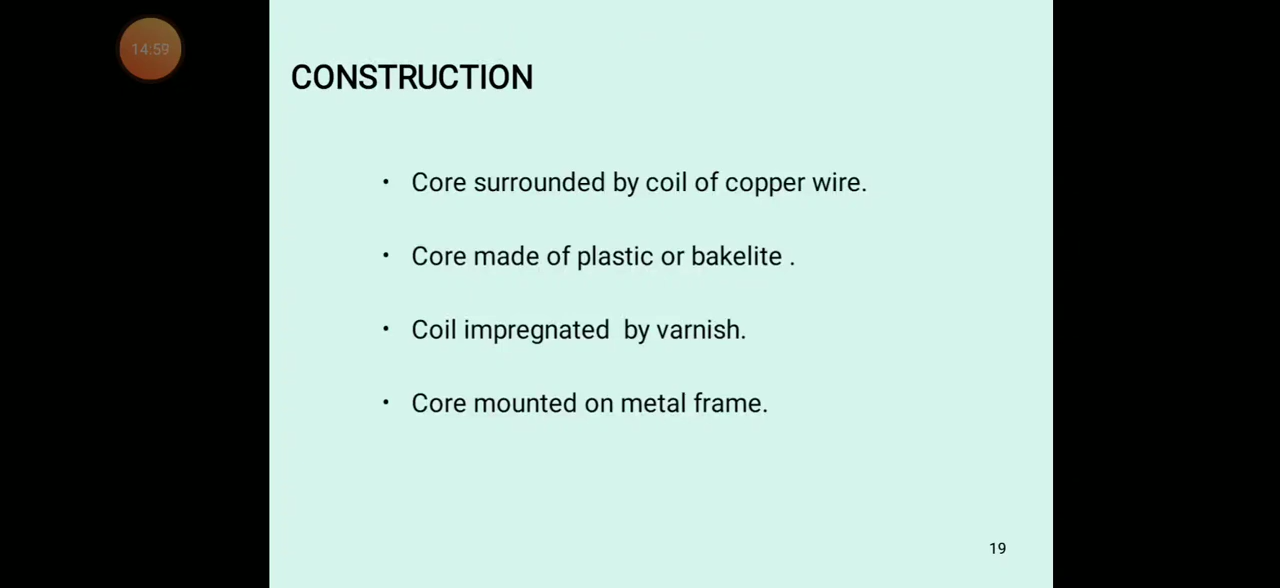 14:59
CONSTRUCTION
• Core surrounded by coil of copper wire.
• Core made of plastic or bakelite .
• Coil impregnated  by varnish.
• Core mounted on metal frame.
19